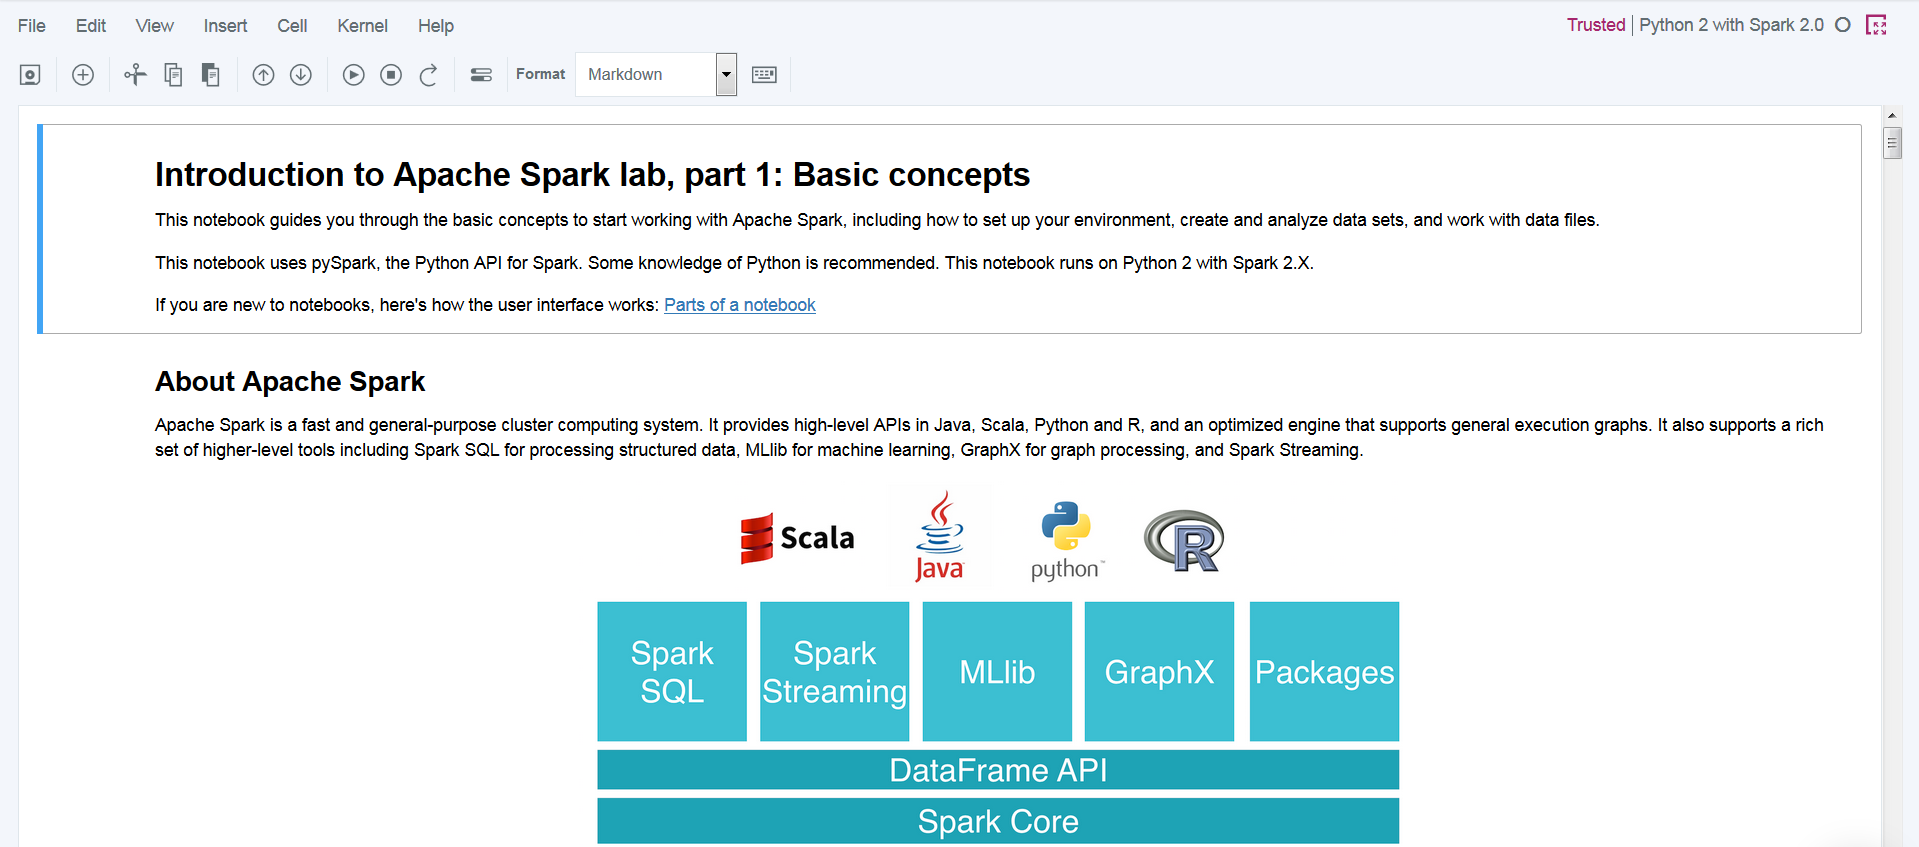 File Edit View Insert Cell Kernel Help Trusted Python 2 with Spark 2.0
Format Markdown
Introduction to Apache Spark lab, part 1: Basic concepts
This notebook guides you through the basic concepts to start working with Apache Spark, including how to set up your environment, create and analyze data sets, and work with data files.
This notebook uses pySpark, the Python API for Spark. Some knowledge of Python is recommended. This notebook runs on Python 2 with Spark 2.X.
If you are new to notebooks, here's how the user interface works: Parts of a notebook
About Apache Spark
Apache Spark is a fast and general-purpose cluster computing system. It provides high-level APIs in Java, Scala, Python and R, and an optimized engine that supports general execution graphs. It also supports a rich
set of higher-level tools including Spark SQL for processing structured data, MLlib for machine learning, GraphX for graph processing, and Spark Streaming.
Scala Java python™ R
Spark SQL
Spark Streaming
MLlib
GraphX
Packages
DataFrame API
Spark Core